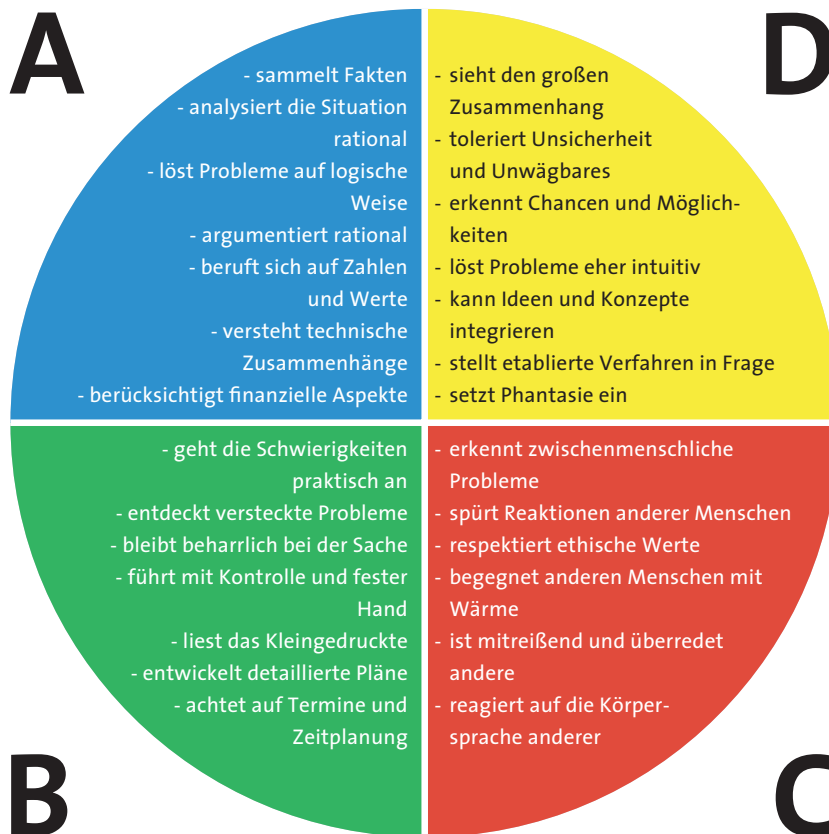 A
- sammelt Fakten
- analysiert die Situation
rational
- löst Probleme auf logische
Weise
- argumentiert rational
- beruft sich auf Zahlen
und Werte
- versteht technische
Zusammenhänge
- berücksichtigt finanzielle Aspekte
D
- sieht den großen
Zusammenhang
- toleriert Unsicherheit
und Unwägbares
- erkennt Chancen und Möglich-
keiten
- löst Probleme eher intuitiv
- kann Ideen und Konzepte
integrieren
- stellt etablierte Verfahren in Frage
- setzt Phantasie ein
B
- geht die Schwierigkeiten
praktisch an
- entdeckt versteckte Probleme
- bleibt beharrlich bei der Sache
- führt mit Kontrolle und fester
Hand
- liest das Kleingedruckte
- entwickelt detaillierte Pläne
- achtet auf Termine und
Zeitplanung
C
- erkennt zwischenmenschliche
Probleme
- spürt Reaktionen anderer Menschen
- respektiert ethische Werte
- begegnet anderen Menschen mit
Wärme
- ist mitreißend und überredet
andere
- reagiert auf die Körper-
sprache anderer